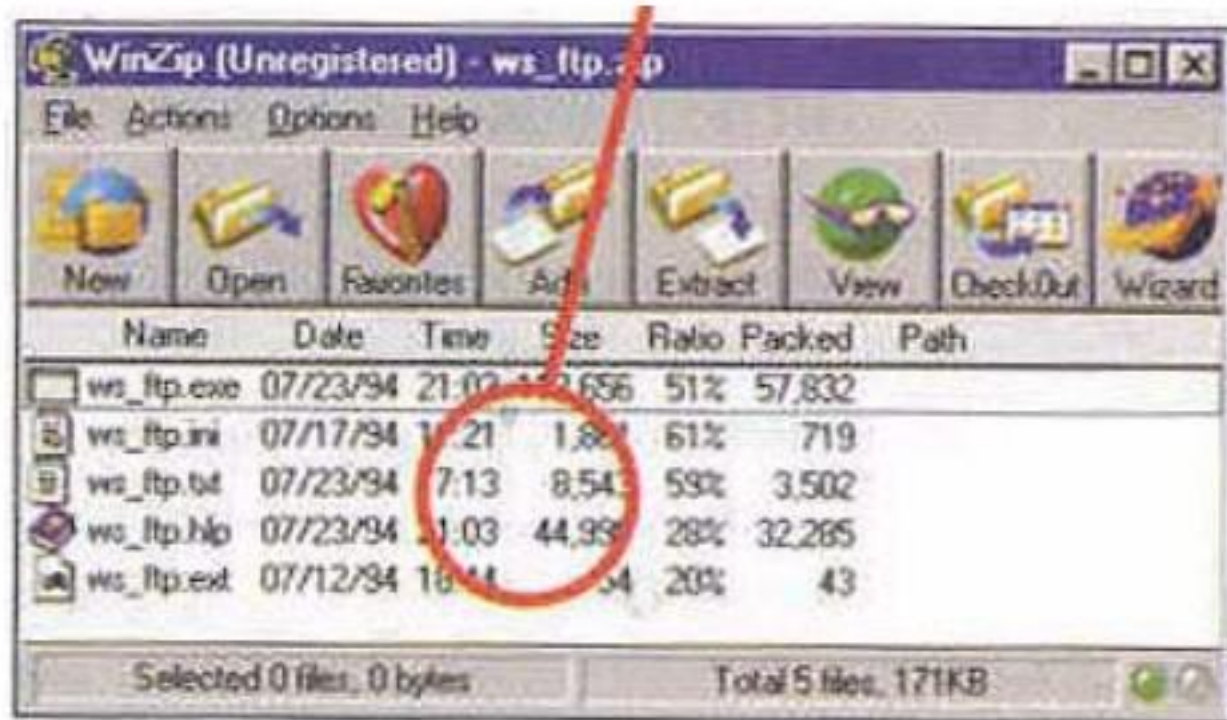 WinZip (Unregistered) - ws_ftp.zip
File Actions Options Help
New Open Favorites Add Extract View CheckOut Wizard
Name Date Time Size Ratio Packed Path
ws_ftp.exe 07/23/94 21:03 51% 57,832
ws_ftp.ini 07/17/94 61% 719
ws_ftp.txt 07/23/94 59% 3,502
ws_ftp.hlp 07/23/94 28% 32,285
ws_ftp.ext 07/12/94 20% 43
Selected 0 files, 0 bytes Total 5 files, 171KB